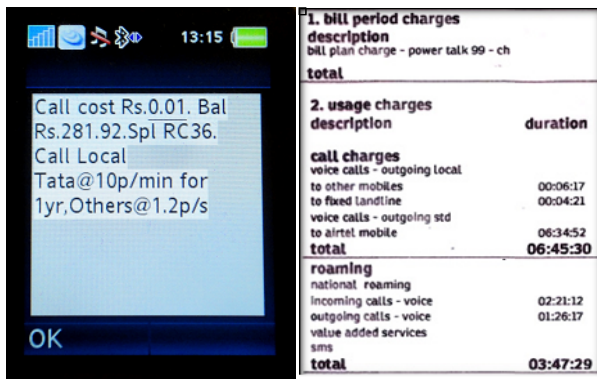 13:15
Call cost Rs.0.01. Bal
Rs.281.92.Spl RC36.
Call Local
Tata@10p/min for
1yr,Others@1.2p/s
OK
1. bill period charges
description
bill plan charge - power talk 99 - ch
total
2. usage charges
description duration
call charges
voice calls - outgoing local
to other mobiles 00:06:17
to fixed landline 00:04:21
voice calls - outgoing std
to airtel mobile 06:34:52
total 06:45:30
roaming
national roaming
incoming calls - voice 02:21:12
outgoing calls - voice 01:26:17
value added services
sms
total 03:47:29